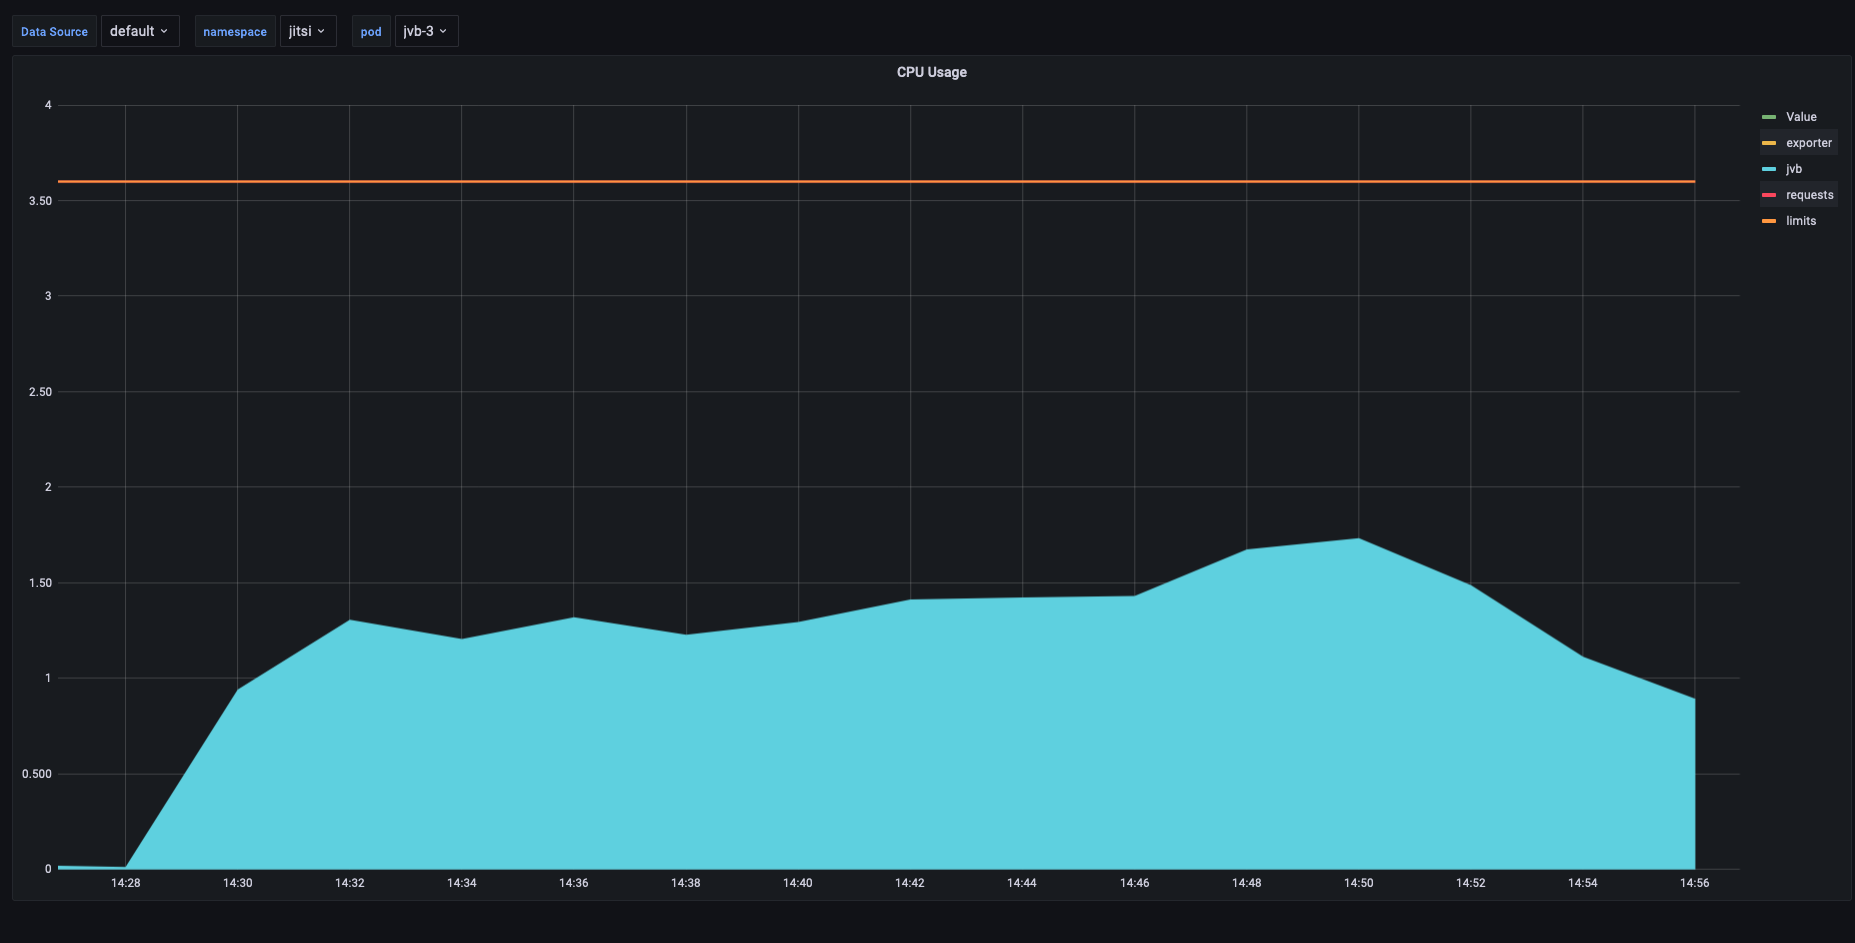 Data Source default namespace jitsi pod jvb-3
CPU Usage
4
3.50
3
2.50
2
1.50
1
0.500
0
14:28 14:30 14:32 14:34 14:36 14:38 14:40 14:42 14:44 14:46 14:48 14:50 14:52 14:54 14:56
Value
exporter
jvb
requests
limits